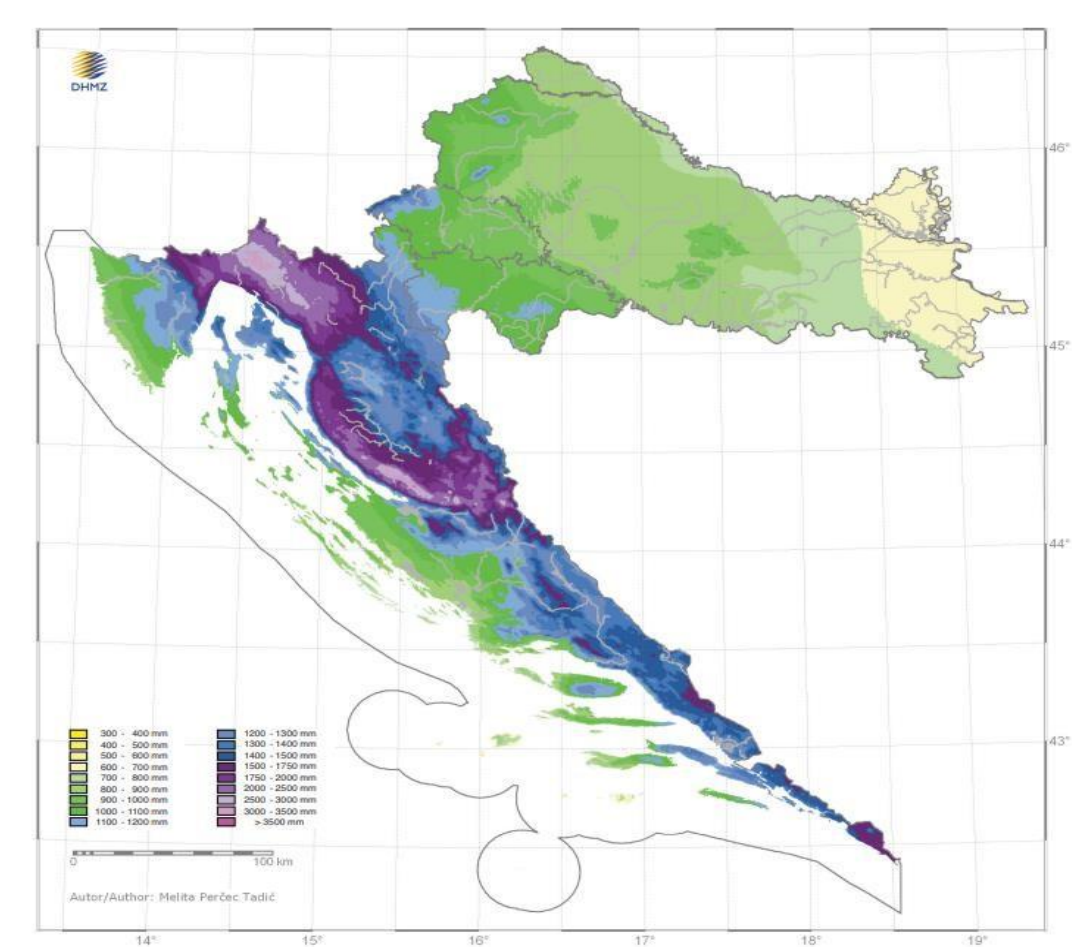 DHMZ
46°
45°
44°
43°
300 - 400 mm
400 - 500 mm
500 - 600 mm
600 - 700 mm
700 - 800 mm
800 - 900 mm
900 - 1000 mm
1000 - 1100 mm
1100 - 1200 mm
1200 - 1300 mm
1300 - 1400 mm
1400 - 1500 mm
1500 - 1750 mm
1750 - 2000 mm
2000 - 2500 mm
2500 - 3000 mm
3000 - 3500 mm
> 3500 mm
0 100 km
Autor/Author: Melita Perčec Tadić
14° 15° 16° 17° 18° 19°